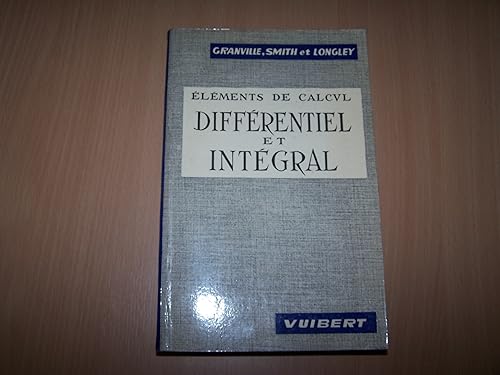 GRANVILLE, SMITH et LONGLEY
ÉLÉMENTS DE CALCVL
DIFFÉRENTIEL
ET
INTÉGRAL
VUIBERT